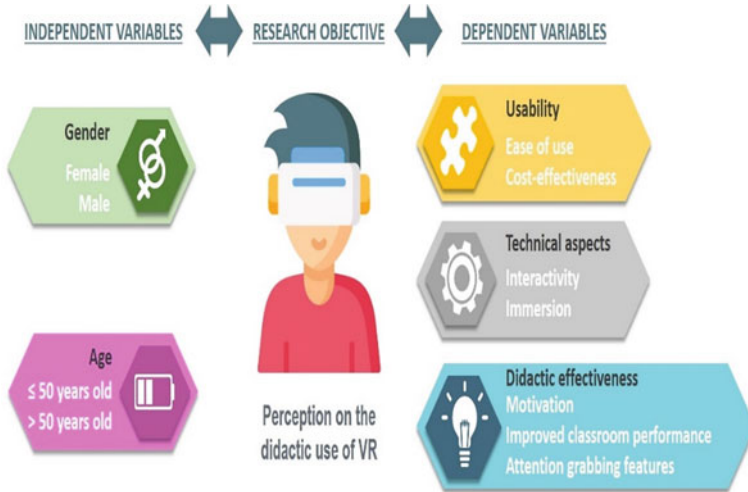 INDEPENDENT VARIABLES
RESEARCH OBJECTIVE
DEPENDENT VARIABLES
Gender
Female
Male
Age
≤ 50 years old
> 50 years old
Perception on the
didactic use of VR
Usability
Ease of use
Cost-effectiveness
Technical aspects
Interactivity
Immersion
Didactic effectiveness
Motivation
Improved classroom performance
Attention grabbing features